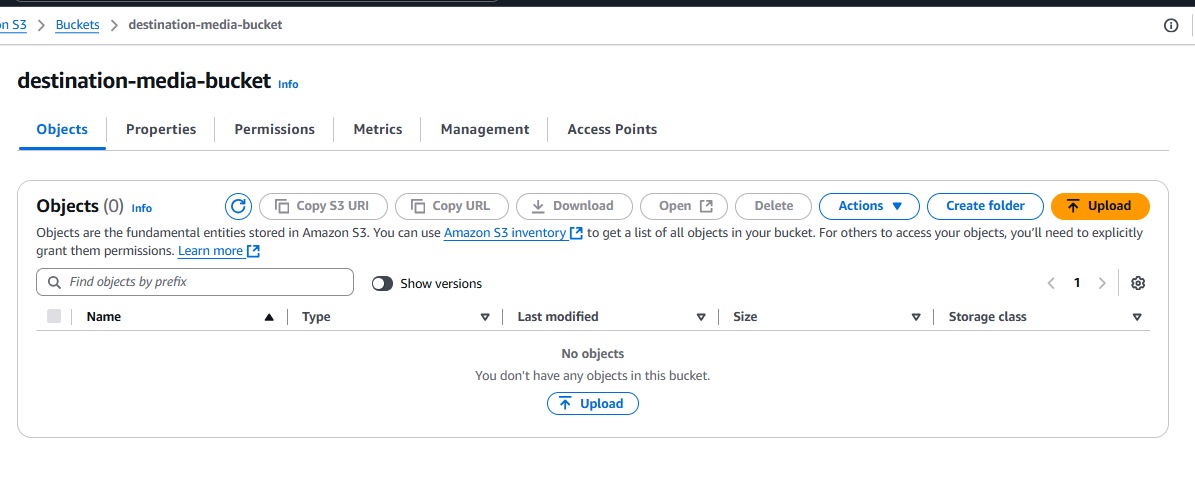 on S3 > Buckets > destination-media-bucket
destination-media-bucket Info
Objects Properties Permissions Metrics Management Access Points
Objects (0) Info Copy S3 URI Copy URL Download Open Delete Actions Create folder Upload
Objects are the fundamental entities stored in Amazon S3. You can use Amazon S3 inventory to get a list of all objects in your bucket. For others to access your objects, you'll need to explicitly
grant them permissions. Learn more
Find objects by prefix Show versions 1
Name Type Last modified Size Storage class
No objects
You don't have any objects in this bucket.
Upload